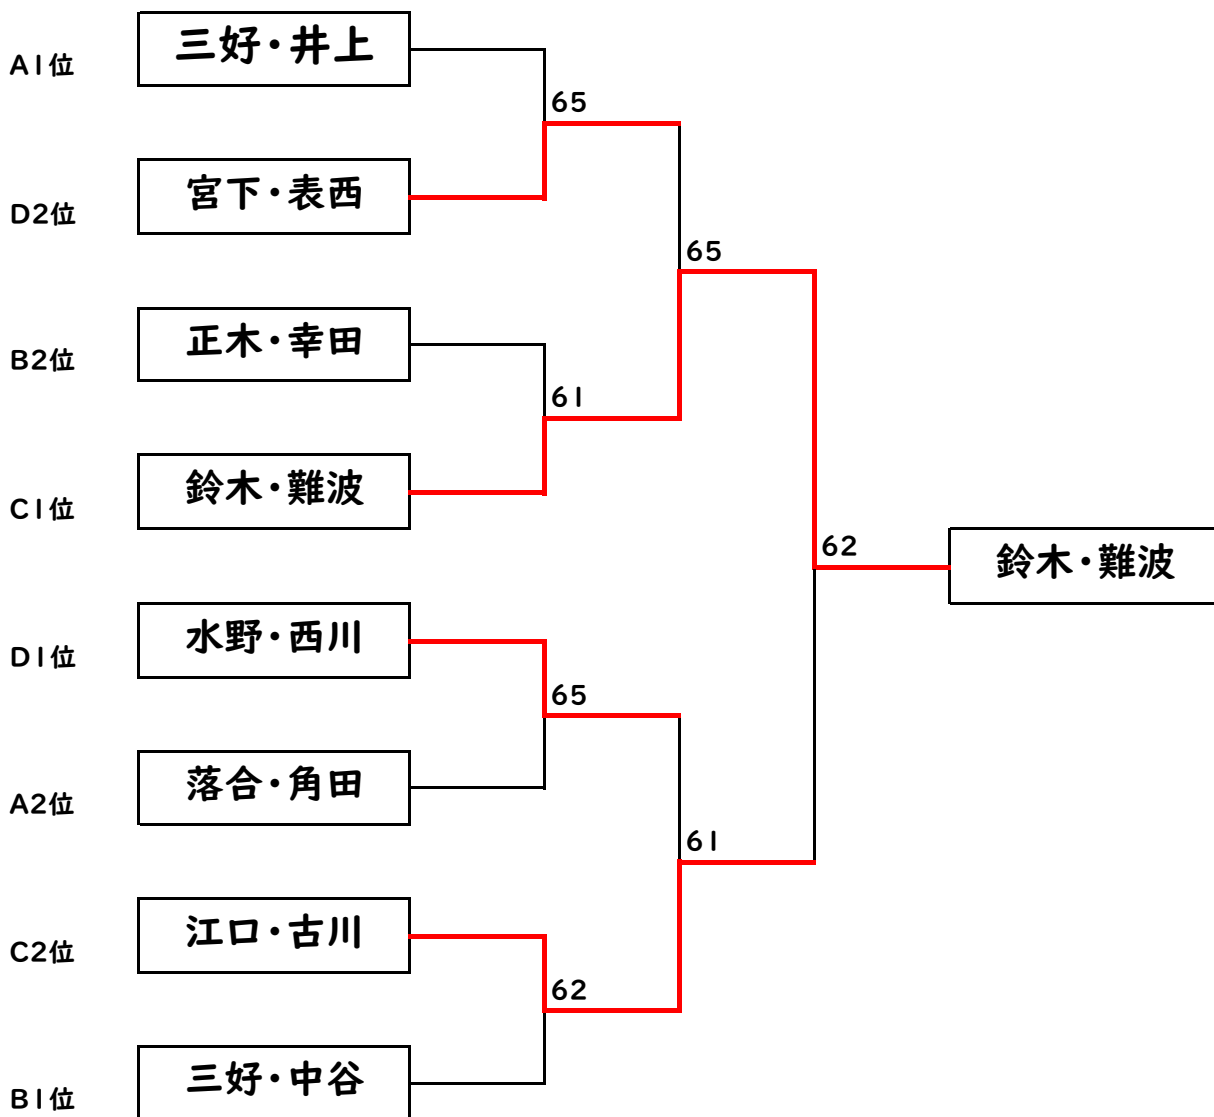 A1位
三好・井上
65
D2位
宮下・表西
65
B2位
正木・幸田
61
C1位
鈴木・難波
62
鈴木・難波
D1位
水野・西川
65
A2位
落合・角田
61
C2位
江口・古川
62
B1位
三好・中谷